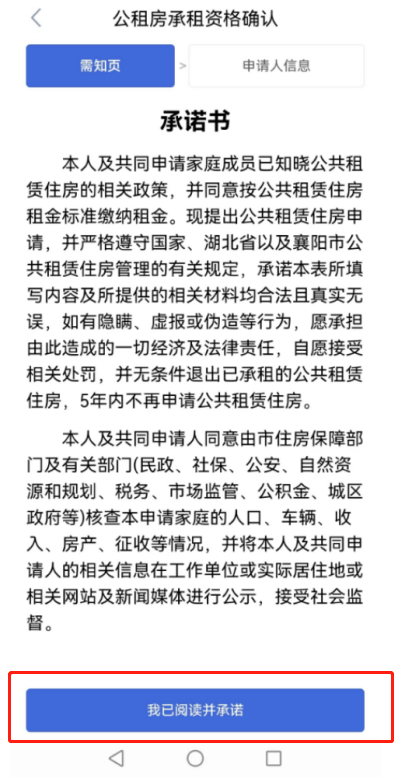 公租房承租资格确认
需知页 > 申请人信息
承诺书
本人及共同申请家庭成员已知晓公共租
赁住房的相关政策，并同意按公共租赁住房
租金标准缴纳租金。现提出公共租赁住房申
请，并严格遵守国家、湖北省以及襄阳市公
共租赁住房管理的有关规定，承诺本表所填
写内容及所提供的相关材料均合法且真实无
误，如有隐瞒、虚报或伪造等行为，愿承担
由此造成的一切经济及法律责任，自愿接受
相关处罚，并无条件退出已承租的公共租赁
住房，5年内不再申请公共租赁住房。
本人及共同申请人同意由市住房保障部
门及有关部门(民政、社保、公安、自然资
源和规划、税务、市场监管、公积金、城区
政府等)核查本申请家庭的人口、车辆、收
入、房产、征收等情况，并将本人及共同申
请人的相关信息在工作单位或实际居住地或
相关网站及新闻媒体进行公示，接受社会监
督。
我已阅读并承诺